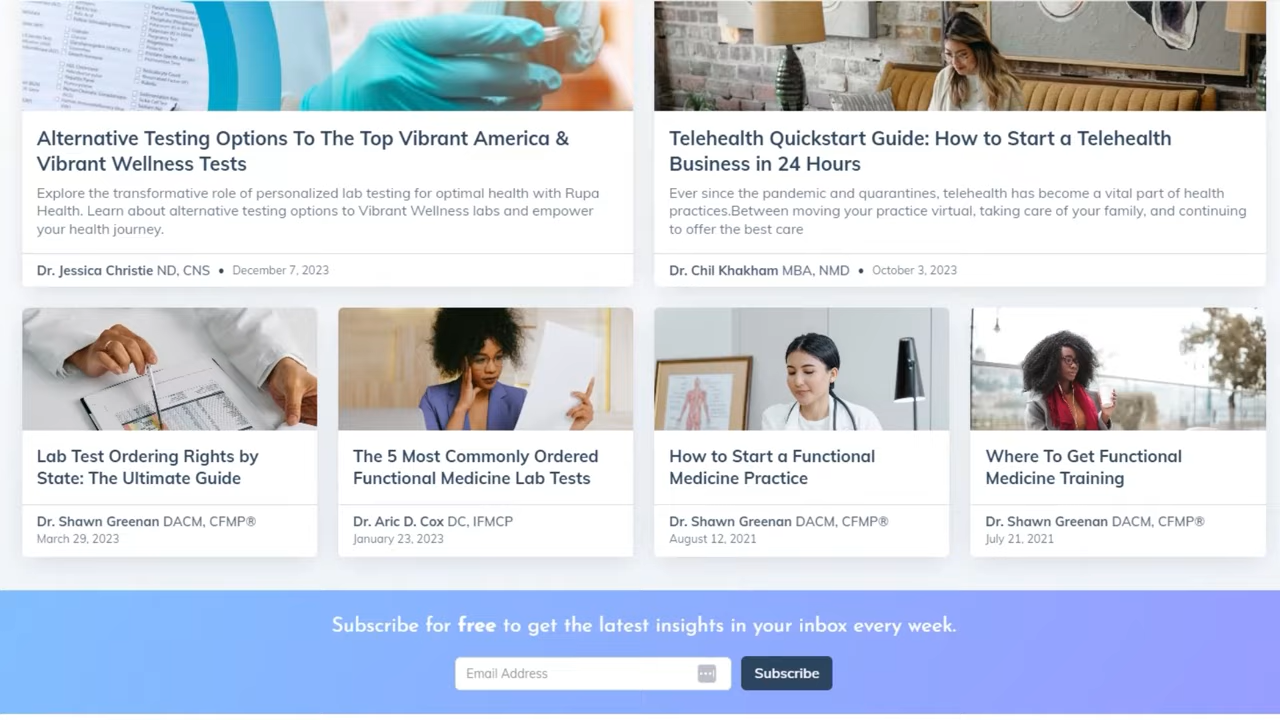 Alternative Testing Options To The Top Vibrant America &
Vibrant Wellness Tests
Explore the transformative role of personalized lab testing for optimal health with Rupa
Health. Learn about alternative testing options to Vibrant Wellness labs and empower
your health journey.
Dr. Jessica Christie ND, CNS • December 7, 2023
Telehealth Quickstart Guide: How to Start a Telehealth
Business in 24 Hours
Ever since the pandemic and quarantines, telehealth has become a vital part of health
practices.Between moving your practice virtual, taking care of your family, and continuing
to offer the best care
Dr. Chil Khakham MBA, NMD • October 3, 2023
Lab Test Ordering Rights by
State: The Ultimate Guide
Dr. Shawn Greenan DACM, CFMP®
March 29, 2023
The 5 Most Commonly Ordered
Functional Medicine Lab Tests
Dr. Aric D. Cox DC, IFMCP
January 23, 2023
How to Start a Functional
Medicine Practice
Dr. Shawn Greenan DACM, CFMP®
August 12, 2021
Where To Get Functional
Medicine Training
Dr. Shawn Greenan DACM, CFMP®
July 21, 2021
Subscribe for free to get the latest insights in your inbox every week.
Email Address
Subscribe